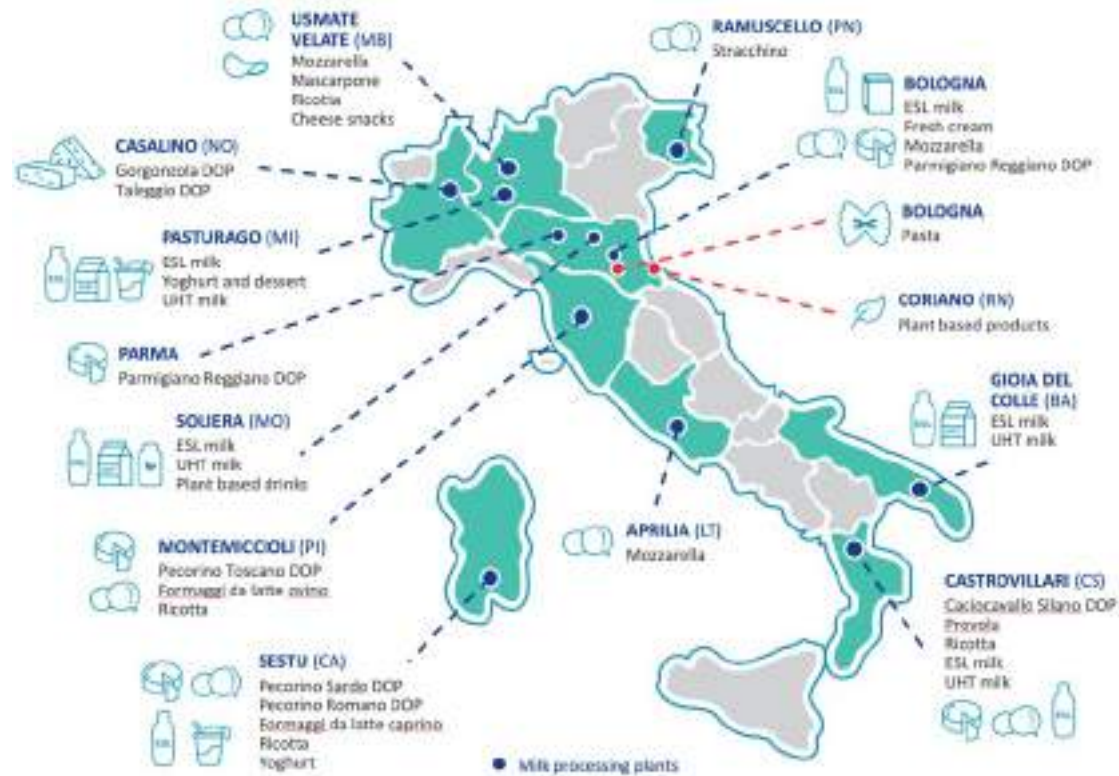 USMATE
VELATE (MB)
Mozzarella
Mascarpone
Ricotta
Cheese snacks
RAMUSCELLO (PN)
Stracchino
BOLOGNA
ESL milk
Fresh cream
Mozzarella
Parmigiano Reggiano DOP
CASALINO (NO)
Gorgonzola DOP
Taleggio DOP
BOLOGNA
Pasta
PASTURAGO (MI)
ESL milk
Yoghurt and dessert
UHT milk
CORIANO (RN)
Plant based products
PARMA
Parmigiano Reggiano DOP
GIOIA DEL
COLLE (BA)
ESL milk
UHT milk
SOLIERA (MO)
ESL milk
UHT milk
Plant based drinks
APRILIA (LT)
Mozzarella
MONTEMICCIOLI (PI)
Pecorino Toscano DOP
Formaggi da latte ovino
Ricotta
CASTROVILLARI (CS)
Caciocavallo Silano DOP
Provola
Ricotta
ESL milk
UHT milk
SESTU (CA)
Pecorino Sardo DOP
Pecorino Romano DOP
Formaggi da latte caprino
Ricotta
Yoghurt
Milk processing plants